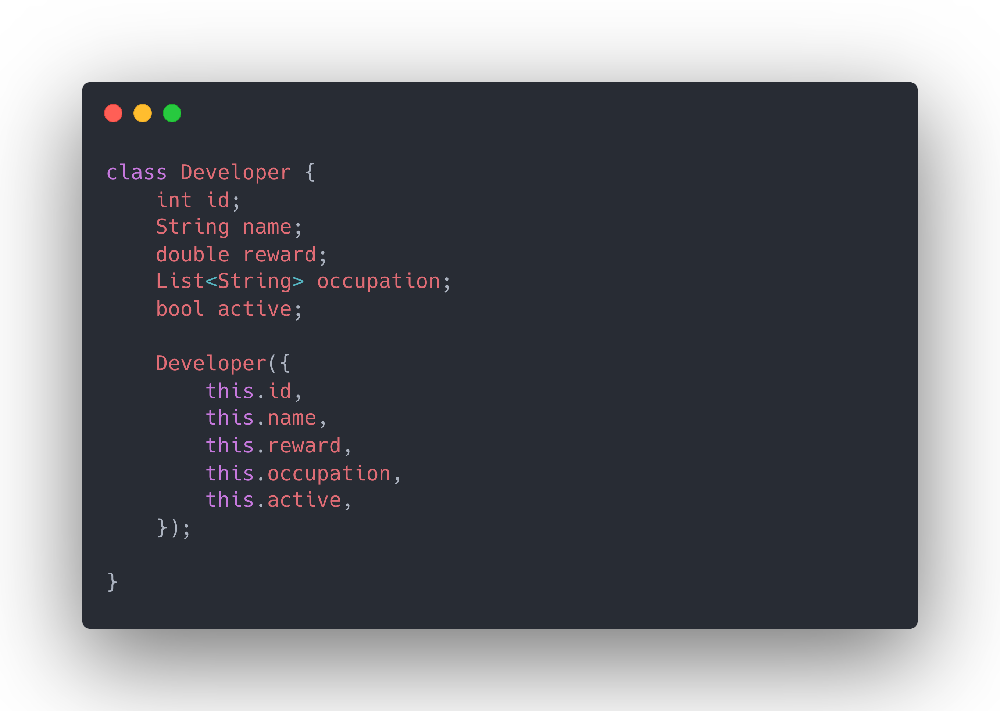 class Developer {
    int id;
    String name;
    double reward;
    List<String> occupation;
    bool active;

    Developer({
        this.id,
        this.name,
        this.reward,
        this.occupation,
        this.active,
    });

}